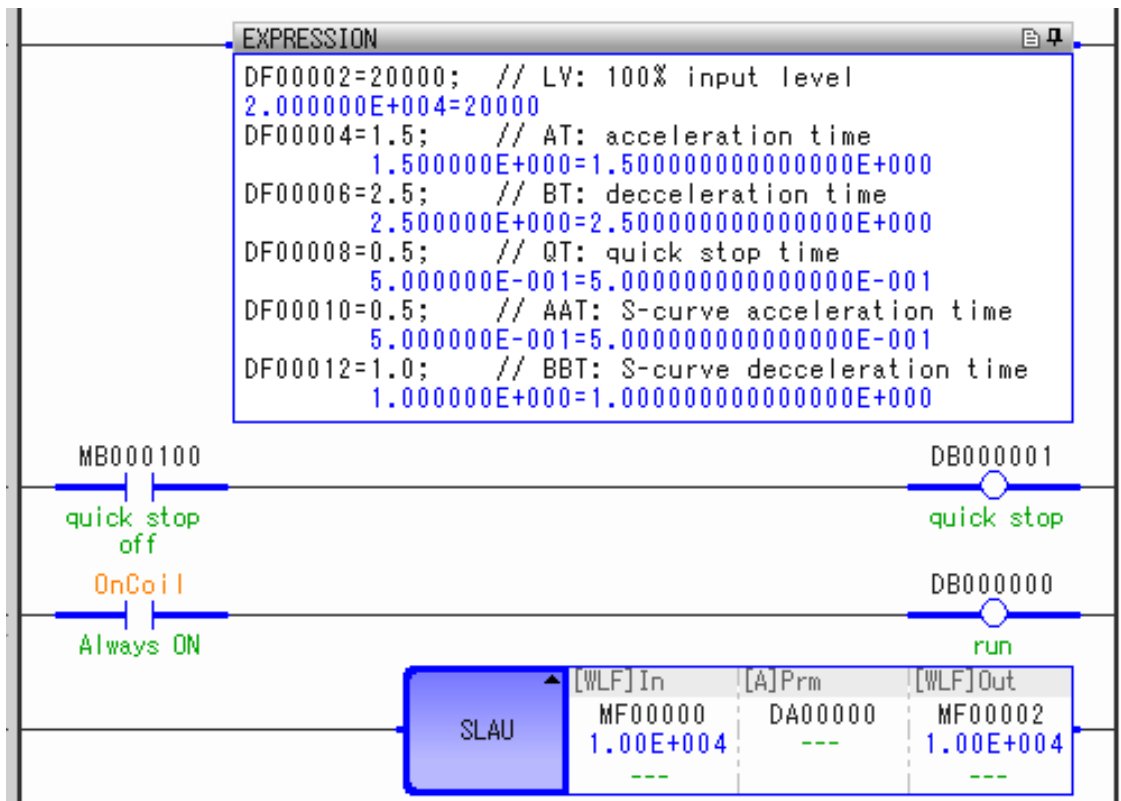 EXPRESSION
DF00002=20000; // LV: 100% input level
2.000000E+004=20000
DF00004=1.5; // AT: acceleration time
1.500000E+000=1.500000000000000E+000
DF00006=2.5; // BT: decceleration time
2.500000E+000=2.500000000000000E+000
DF00008=0.5; // QT: quick stop time
5.000000E-001=5.000000000000000E-001
DF00010=0.5; // AAT: S-curve acceleration time
5.000000E-001=5.000000000000000E-001
DF00012=1.0; // BBT: S-curve decceleration time
1.000000E+000=1.000000000000000E+000
MB000100 DB000001
quick stop quick stop
off
OnCoil DB000000
Always ON run
[WLF]In [A]Prm [WLF]Out
SLAU MF00000 DA00000 MF00002
1.00E+004 --- 1.00E+004
--- ---